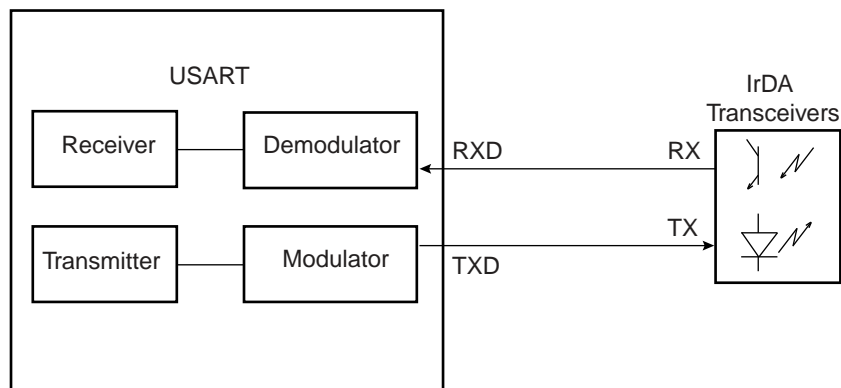 USART
IrDA
Transceivers
Receiver
Demodulator
RXD
RX
Transmitter
Modulator
TX
TXD